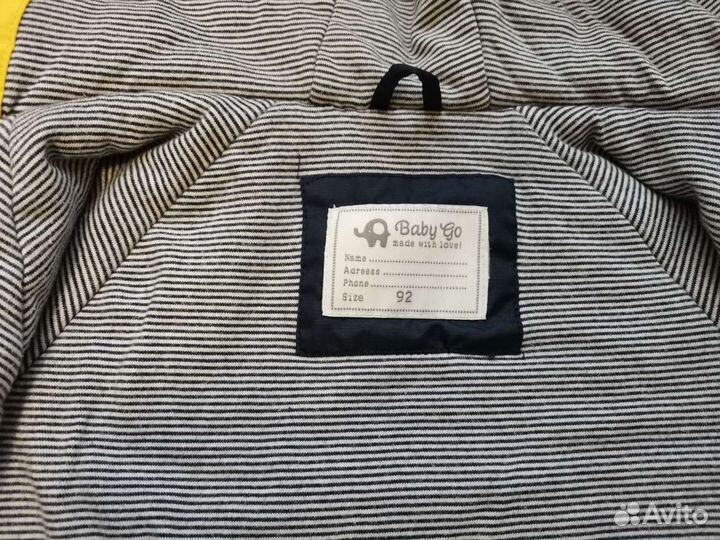 Baby Go
made with love!
Name
Adress
Phone
Size 92
Avito